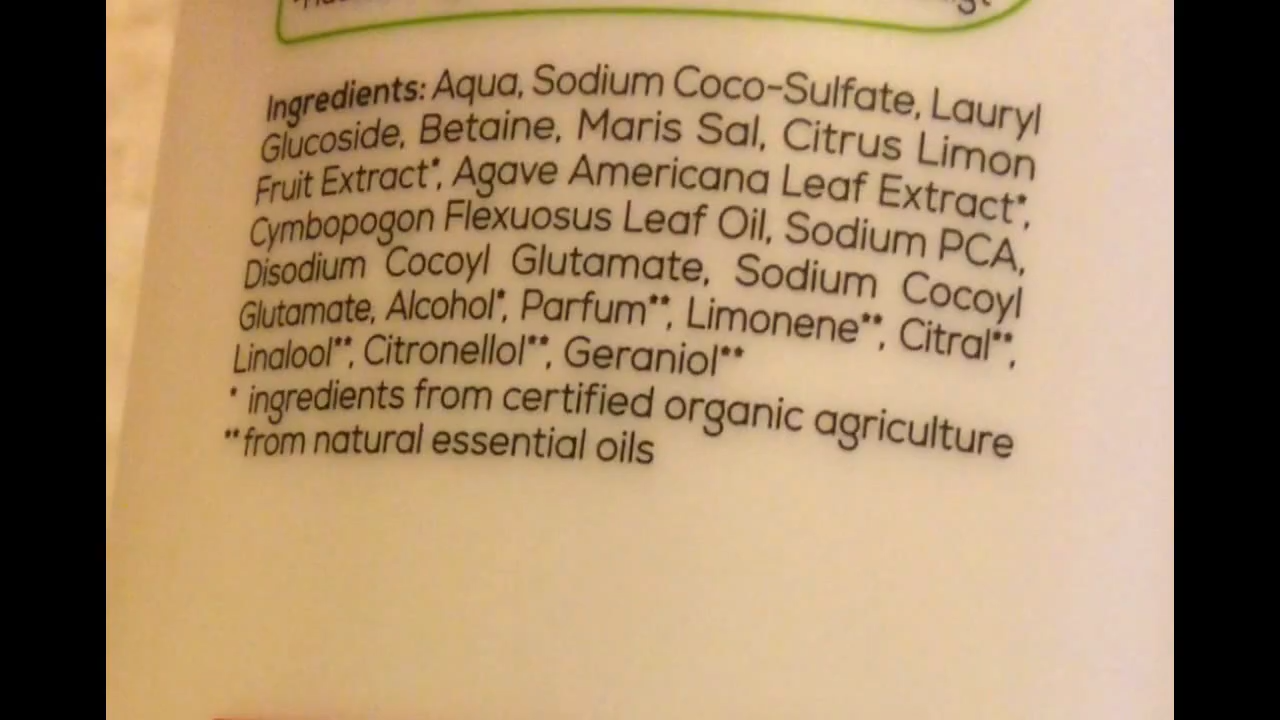 Ingredients: Aqua, Sodium Coco-Sulfate, Lauryl
Glucoside, Betaine, Maris Sal, Citrus Limon
Fruit Extract*, Agave Americana Leaf Extract*,
Cymbopogon Flexuosus Leaf Oil, Sodium PCA,
Disodium Cocoyl Glutamate, Sodium Cocoyl
Glutamate, Alcohol*, Parfum**, Limonene**, Citral**,
Linalool**, Citronellol**, Geraniol**
* ingredients from certified organic agriculture
**from natural essential oils